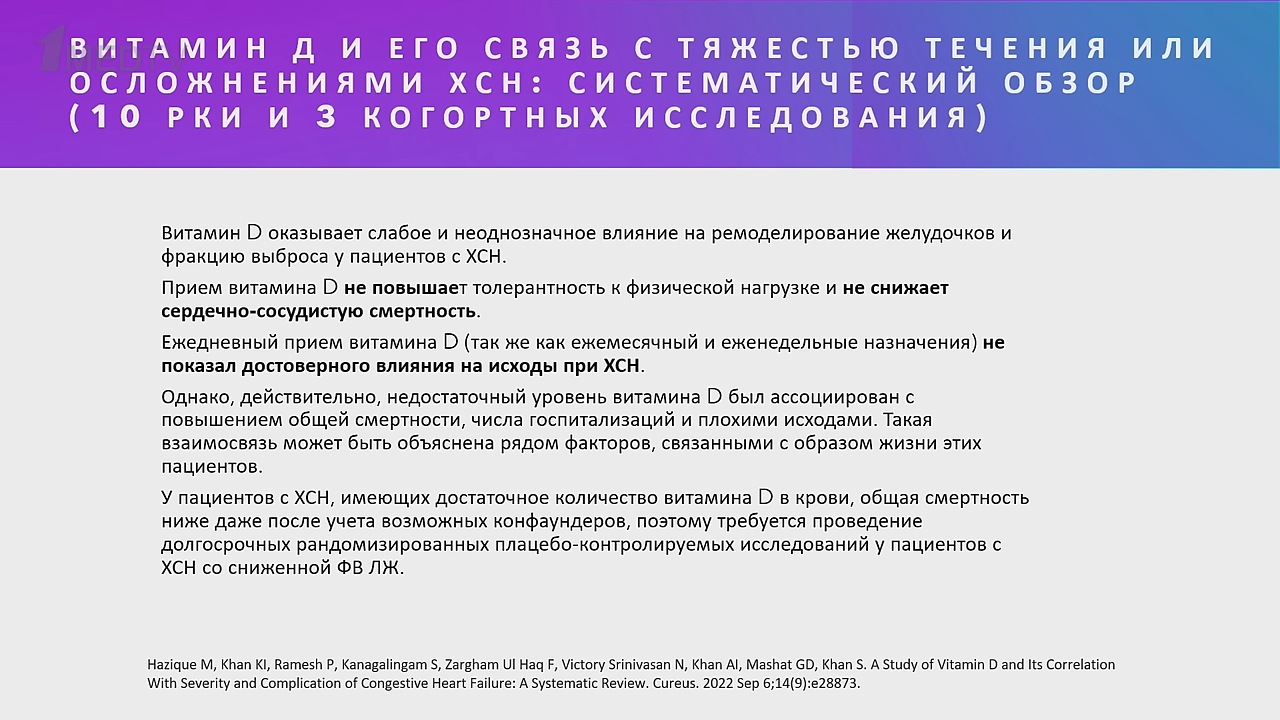 ВИТАМИН Д И ЕГО СВЯЗЬ С ТЯЖЕСТЬЮ ТЕЧЕНИЯ ИЛИ
ОСЛОЖНЕНИЯМИ ХСН: СИСТЕМАТИЧЕСКИЙ ОБЗОР
(10 РКИ И 3 КОГОРТНЫХ ИССЛЕДОВАНИЯ)
Витамин D оказывает слабое и неоднозначное влияние на ремоделирование желудочков и
фракцию выброса у пациентов с ХСН.
Прием витамина D не повышает толерантность к физической нагрузке и не снижает
сердечно-сосудистую смертность.
Ежедневный прием витамина D (так же как ежемесячный и еженедельные назначения) не
показал достоверного влияния на исходы при ХСН.
Однако, действительно, недостаточный уровень витамина D был ассоциирован с
повышением общей смертности, числа госпитализаций и плохими исходами. Такая
взаимосвязь может быть объяснена рядом факторов, связанными с образом жизни этих
пациентов.
У пациентов с ХСН, имеющих достаточное количество витамина D в крови, общая смертность
ниже даже после учета возможных конфаундеров, поэтому требуется проведение
долгосрочных рандомизированных плацебо-контролируемых исследований у пациентов с
ХСН со сниженной ФВ ЛЖ.
Hazique M, Khan KI, Ramesh P, Kanagalingam S, Zargham Ul Haq F, Victory Srinivasan N, Khan AI, Mashat GD, Khan S. A Study of Vitamin D and Its Correlation
With Severity and Complication of Congestive Heart Failure: A Systematic Review. Cureus. 2022 Sep 6;14(9):e28873.